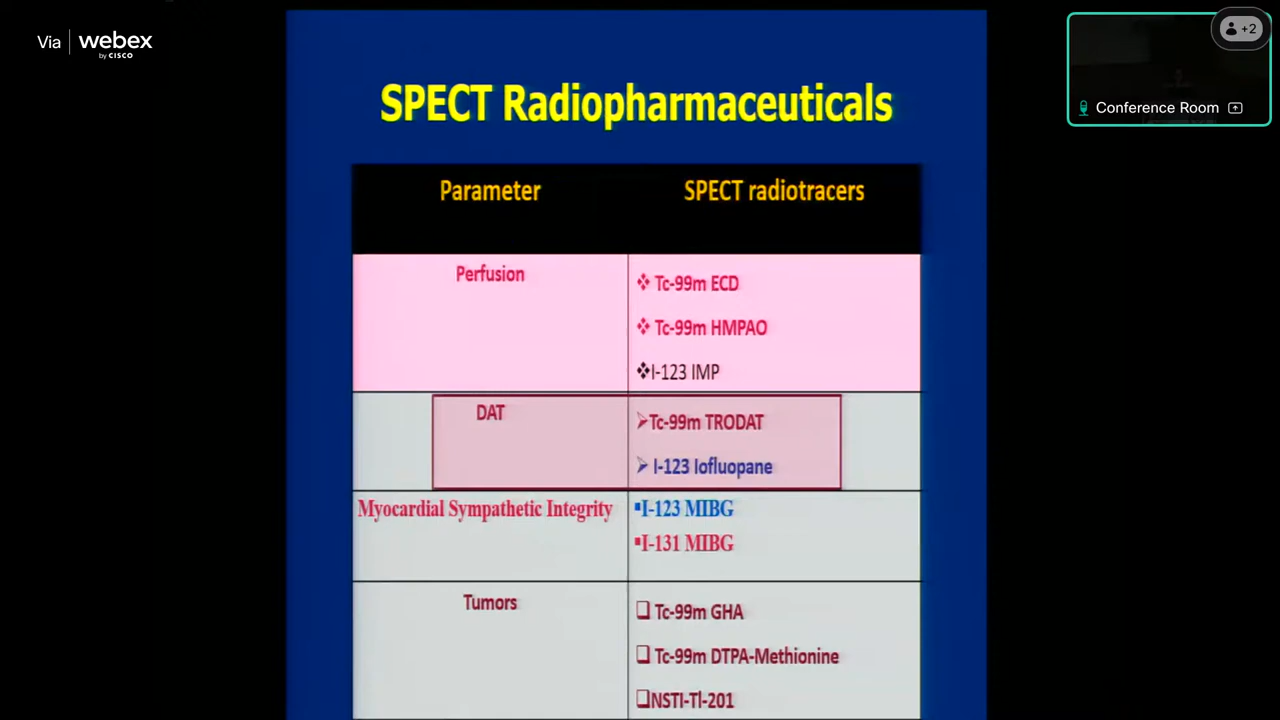 Via webex
by CISCO
+2
Conference Room
SPECT Radiopharmaceuticals
Parameter SPECT radiotracers
Perfusion
Tc-99m ECD
Tc-99m HMPAO
I-123 IMP
DAT
Tc-99m TRODAT
I-123 Iofluopane
Myocardial Sympathetic Integrity
I-123 MIBG
I-131 MIBG
Tumors
Tc-99m GHA
Tc-99m DTPA-Methionine
NSTI-Tl-201